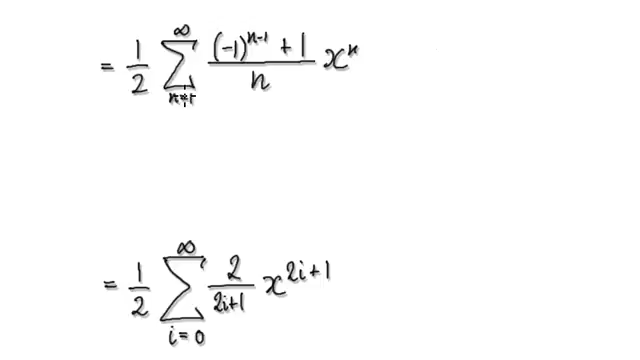 = 1/2 ∑_{n=1}^{∞} ((-1)^{n-1} + 1)/n x^n
= 1/2 ∑_{i=0}^{∞} 2/(2i+1) x^{2i+1}